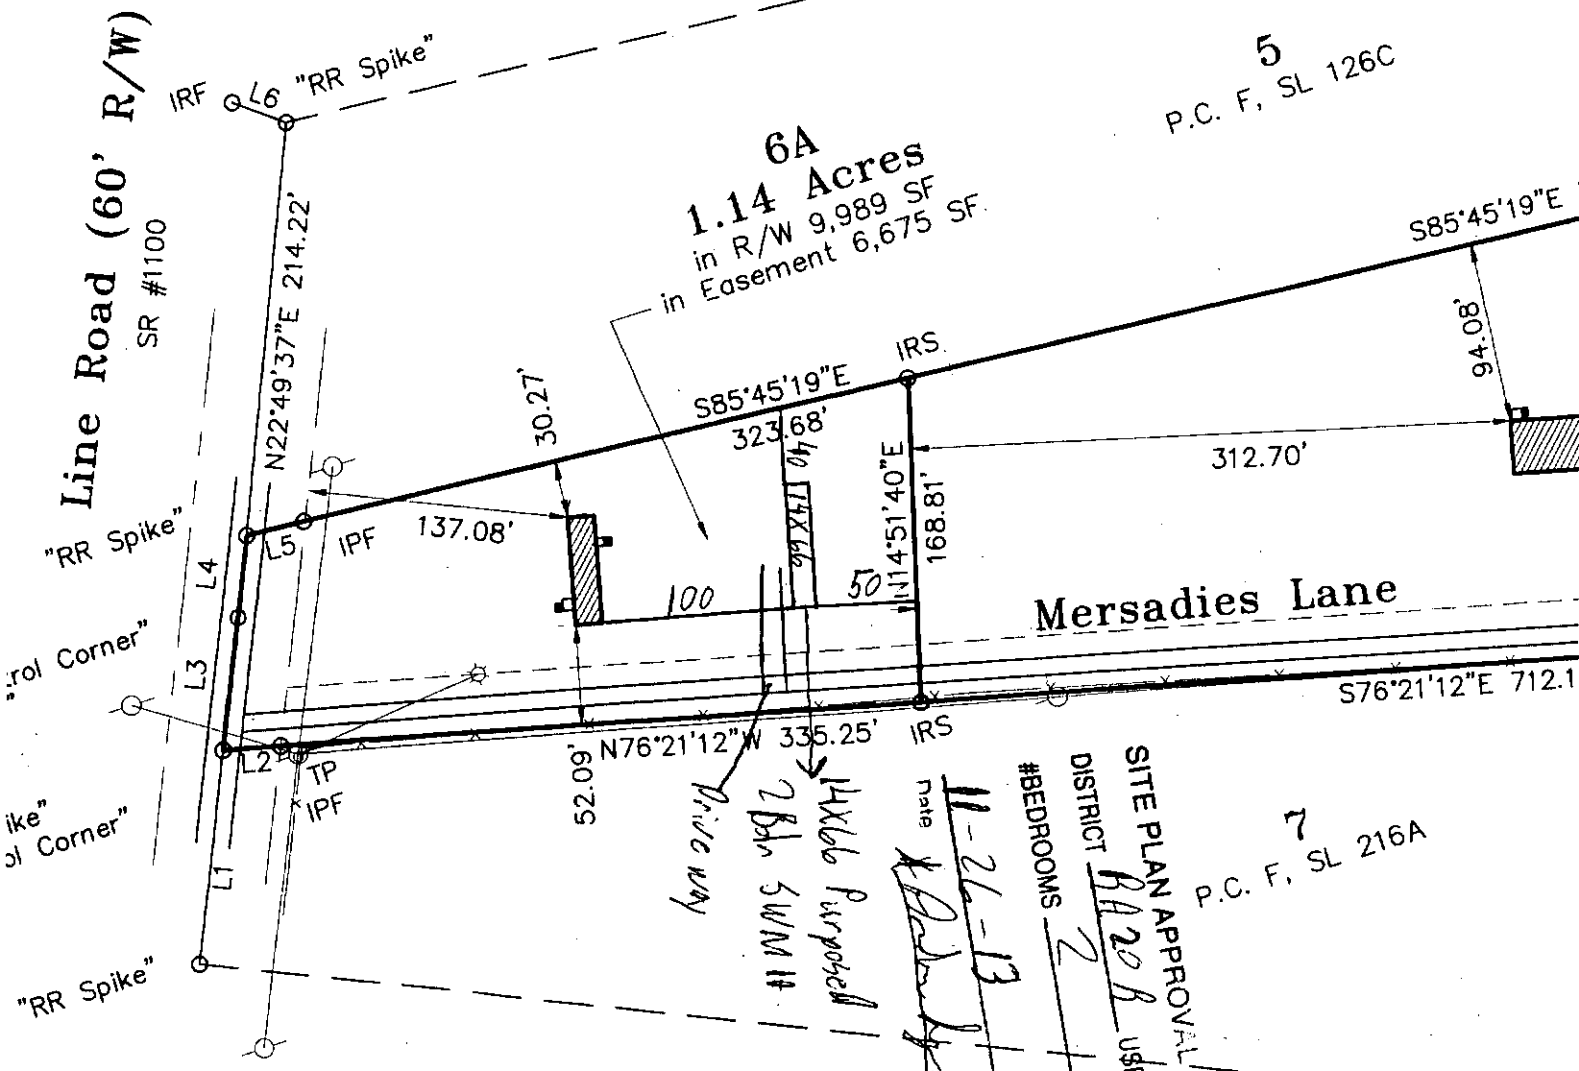 Line Road (60' R/W)
SR #1100
IRF
L6
"RR Spike"
5
P.C. F, SL 126C
6A
1.14 Acres
in R/W 9,989 SF
in Easement 6,675 SF.
N22°49'37"E 214.22'
S85°45'19"E
IRS
S85°45'19"E
323.68'
30.27'
94.08'
312.70'
N14°51'40"E
168.81'
40
14X66
"RR Spike"
L5
IPF
137.08'
L4
100
50
Mersadies Lane
rol Corner"
L3
S76°21'12"E 712.1
N76°21'12"W 335.25'
IRS
L2
TP
IPF
52.09'
ike"
ol Corner"
L1
"RR Spike"
14X66 Purposed
2 Bdn SWMH
Drive way
SITE PLAN APPROVAL
DISTRICT RA20R USE
#BEDROOMS 2
11-26-13
Date
7
P.C. F, SL 216A